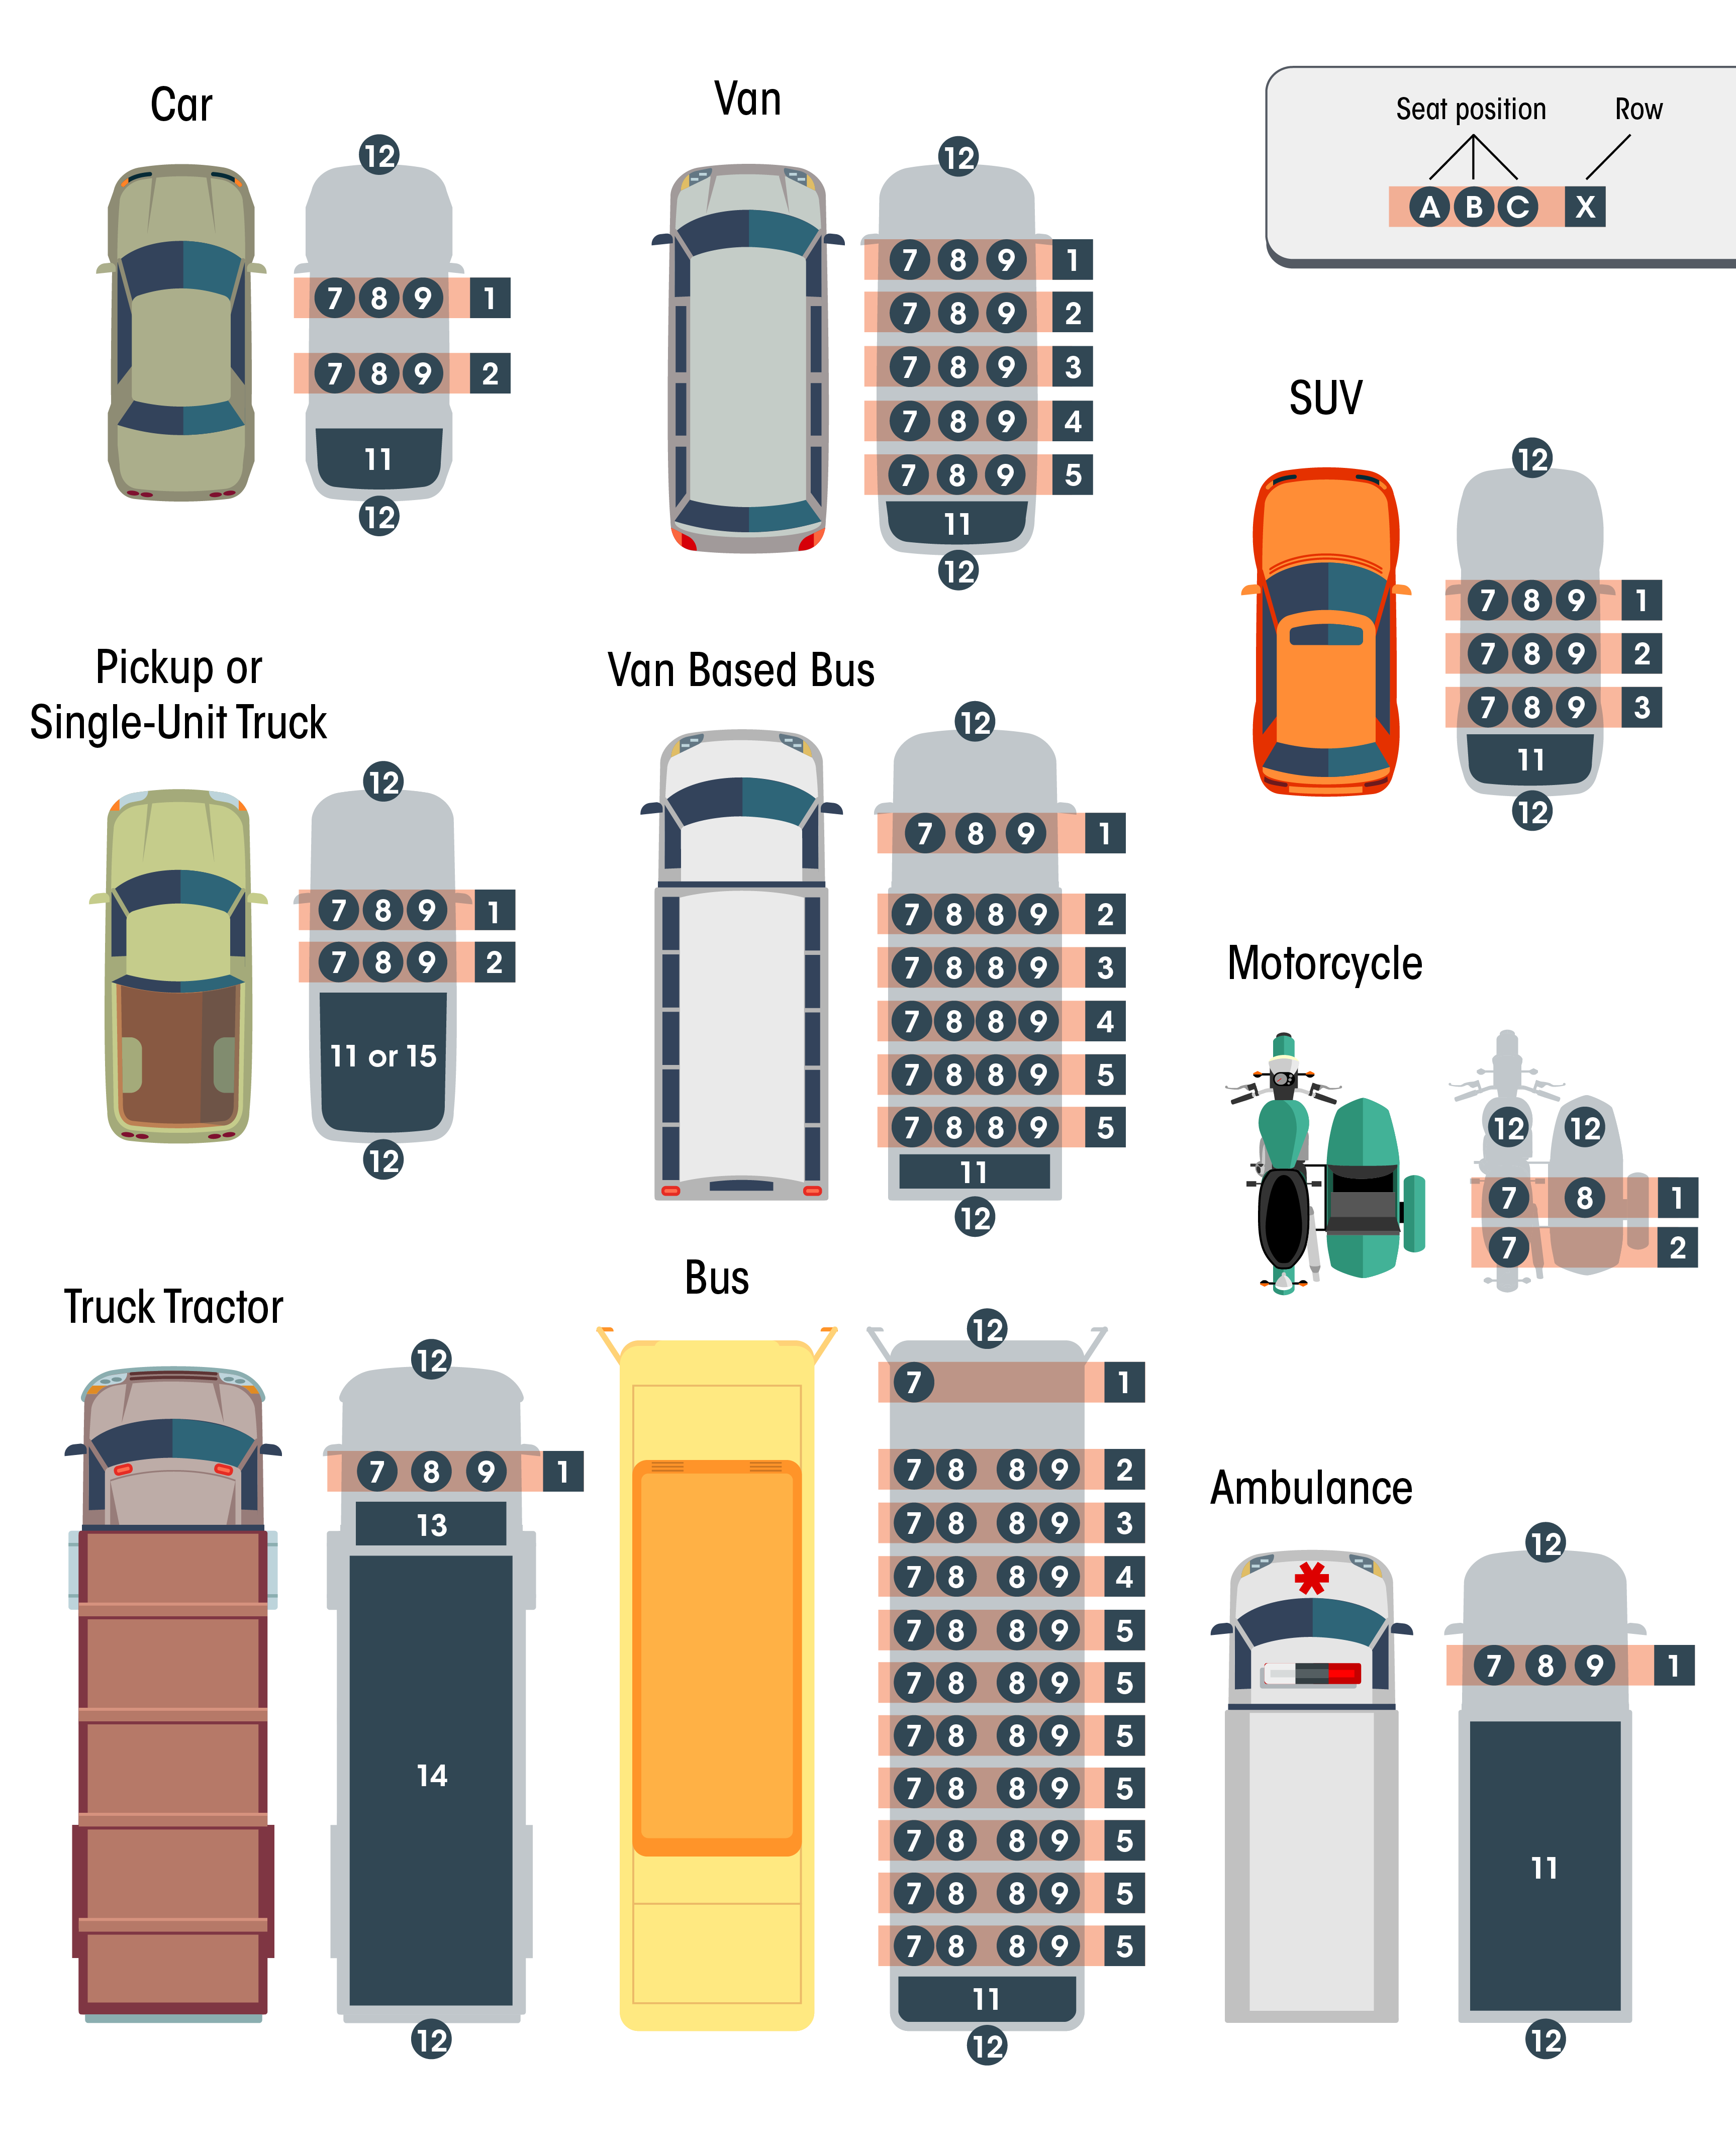 Car
12
7 8 9 1
7 8 9 2
11
12
Van
12
7 8 9 1
7 8 9 2
7 8 9 3
7 8 9 4
7 8 9 5
11
12
Seat position Row
A B C X
SUV
12
7 8 9 1
7 8 9 2
7 8 9 3
11
12
Pickup or
Single-Unit Truck
12
7 8 9 1
7 8 9 2
11 or 15
12
Van Based Bus
12
7 8 9 1
7 8 8 9 2
7 8 8 9 3
7 8 8 9 4
7 8 8 9 5
7 8 8 9 5
11
12
Motorcycle
12 12
7 8 1
7 2
Truck Tractor
12
7 8 9 1
13
14
12
Bus
12
7 1
7 8 8 9 2
7 8 8 9 3
7 8 8 9 4
7 8 8 9 5
7 8 8 9 5
7 8 8 9 5
7 8 8 9 5
7 8 8 9 5
7 8 8 9 5
7 8 8 9 5
11
12
Ambulance
12
7 8 9 1
11
12